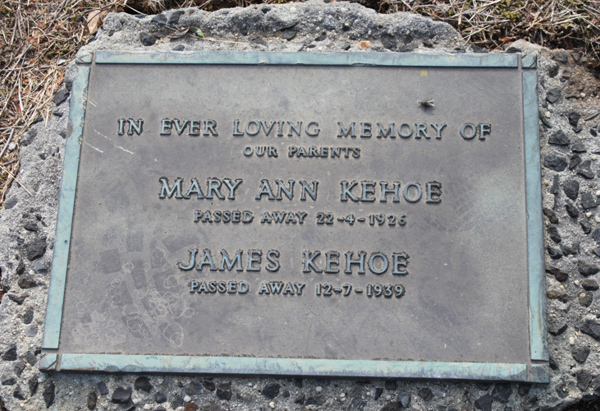 IN EVER LOVING MEMORY OF
OUR PARENTS
MARY ANN KEHOE
PASSED AWAY 22-4-1926
JAMES KEHOE
PASSED AWAY 12-7-1939